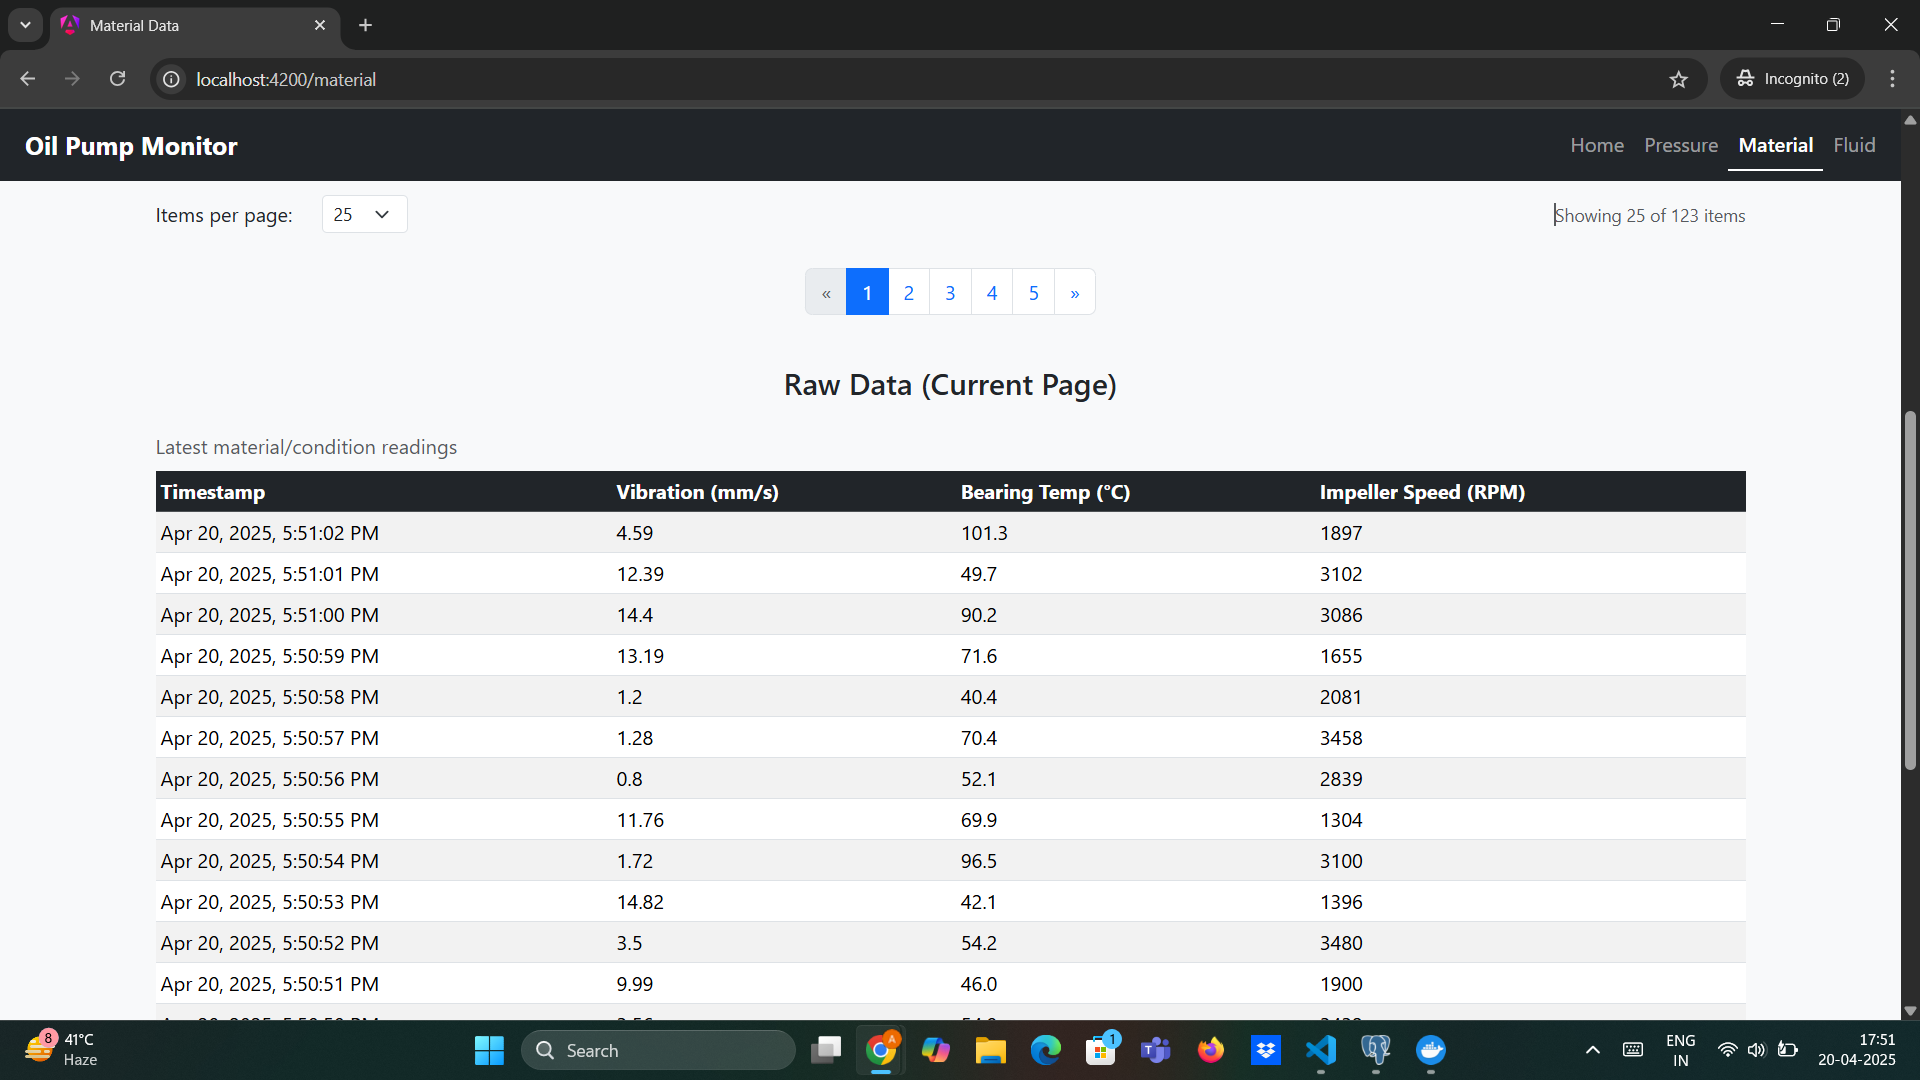 Material Data
localhost:4200/material
Incognito (2)
Oil Pump Monitor
Home Pressure Material Fluid
Items per page: 25
Showing 25 of 123 items
« 1 2 3 4 5 »
Raw Data (Current Page)
Latest material/condition readings
Timestamp Vibration (mm/s) Bearing Temp (°C) Impeller Speed (RPM)
Apr 20, 2025, 5:51:02 PM 4.59 101.3 1897
Apr 20, 2025, 5:51:01 PM 12.39 49.7 3102
Apr 20, 2025, 5:51:00 PM 14.4 90.2 3086
Apr 20, 2025, 5:50:59 PM 13.19 71.6 1655
Apr 20, 2025, 5:50:58 PM 1.2 40.4 2081
Apr 20, 2025, 5:50:57 PM 1.28 70.4 3458
Apr 20, 2025, 5:50:56 PM 0.8 52.1 2839
Apr 20, 2025, 5:50:55 PM 11.76 69.9 1304
Apr 20, 2025, 5:50:54 PM 1.72 96.5 3100
Apr 20, 2025, 5:50:53 PM 14.82 42.1 1396
Apr 20, 2025, 5:50:52 PM 3.5 54.2 3480
Apr 20, 2025, 5:50:51 PM 9.99 46.0 1900
8
41°C
Haze
Search
A
1
T
ENG
IN
17:51
20-04-2025